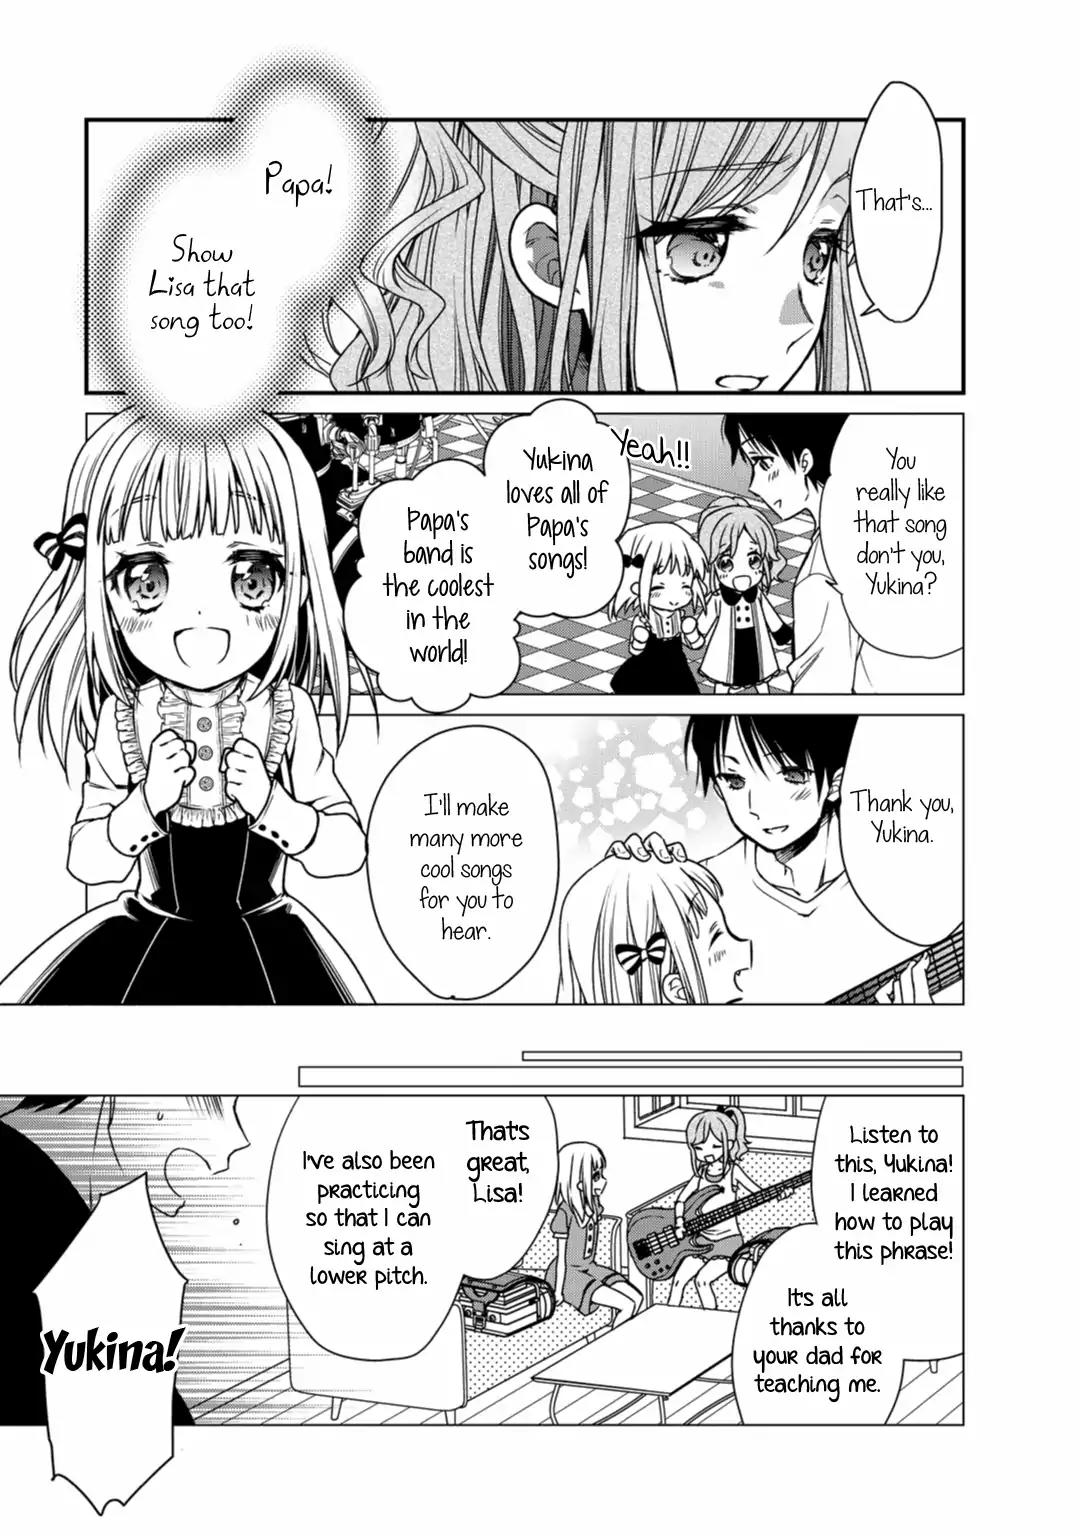 That's...
Papa!
Show
Lisa that
song too!
You
really like
that song
don't you,
Yukina?
Yeah!!
Yukina
loves all of
Papa's
songs!
Papa's
band is
the coolest
in the
world!
Thank you,
Yukina.
I'll make
many more
cool songs
for you to
hear.
Listen to
this, Yukina!
I learned
how to play
this phrase!
It's all
thanks to
your dad for
teaching me.
That's
great,
Lisa!
I've also been
practicing
so that I can
sing at a
lower pitch.
Yukina!